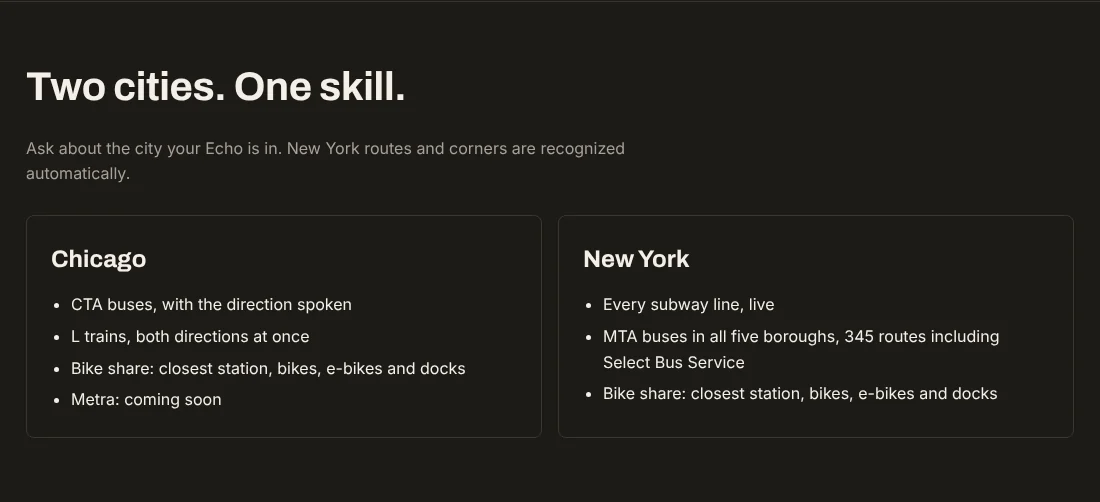 Two cities. One skill.
Ask about the city your Echo is in. New York routes and corners are recognized
automatically.
Chicago
• CTA buses, with the direction spoken
• L trains, both directions at once
• Bike share: closest station, bikes, e-bikes and docks
• Metra: coming soon
New York
• Every subway line, live
• MTA buses in all five boroughs, 345 routes including
Select Bus Service
• Bike share: closest station, bikes, e-bikes and docks